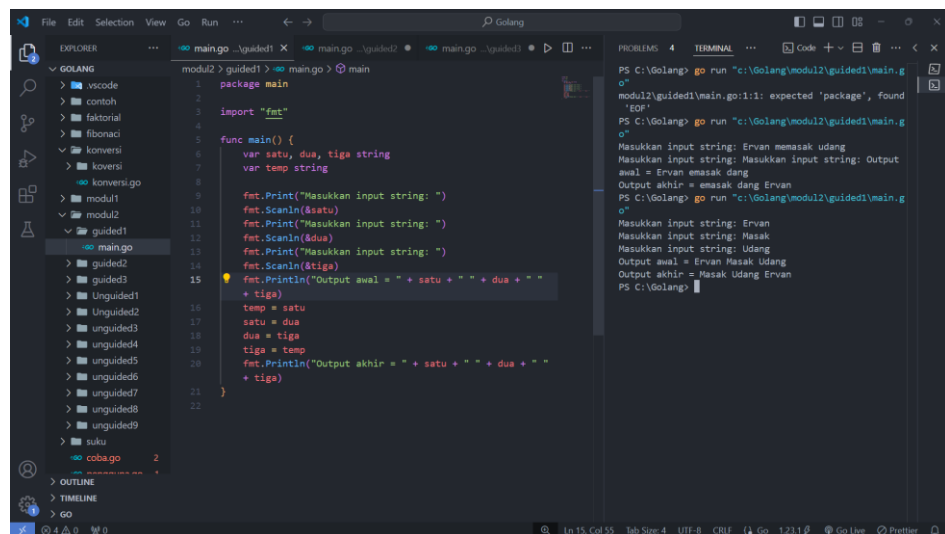 File Edit Selection View Go Run ... Golang
EXPLORER ...
GOLANG
.vscode
contoh
faktorial
fibonaci
konversi
koversi
konversi.go
modul1
modul2
guided1
main.go
guided2
guided3
Unguided1
Unguided2
unguided3
unguided4
unguided5
unguided6
unguided7
unguided8
unguided9
suku
coba.go 2
OUTLINE
TIMELINE
GO
2
1
main.go ...\guided1 main.go ...\guided2 main.go ...\guided3 ...
modul2 > guided1 > main.go > main
1 package main
2
3 import "fmt"
4
5 func main() {
6 var satu, dua, tiga string
7 var temp string
8
9 fmt.Print("Masukkan input string: ")
10 fmt.Scanln(&satu)
11 fmt.Print("Masukkan input string: ")
12 fmt.Scanln(&dua)
13 fmt.Print("Masukkan input string: ")
14 fmt.Scanln(&tiga)
15 fmt.Println("Output awal = " + satu + " " + dua + " "
+ tiga)
16 temp = satu
17 satu = dua
18 dua = tiga
19 tiga = temp
20 fmt.Println("Output akhir = " + satu + " " + dua + " "
+ tiga)
21 }
22
PROBLEMS 4 TERMINAL ... Code
PS C:\Golang> go run "c:\Golang\modul2\guided1\main.g
o"
modul2\guided1\main.go:1:1: expected 'package', found
'EOF'
PS C:\Golang> go run "c:\Golang\modul2\guided1\main.g
o"
Masukkan input string: Ervan memasak udang
Masukkan input string: Masukkan input string: Output
awal = Ervan emasak dang
Output akhir = emasak dang Ervan
PS C:\Golang> go run "c:\Golang\modul2\guided1\main.g
o"
Masukkan input string: Ervan
Masukkan input string: Masak
Masukkan input string: Udang
Output awal = Ervan Masak Udang
Output akhir = Masak Udang Ervan
PS C:\Golang>
4 0 0 Ln 15, Col 55 Tab Size: 4 UTF-8 CRLF Go 1.23.1 Go Live Prettier